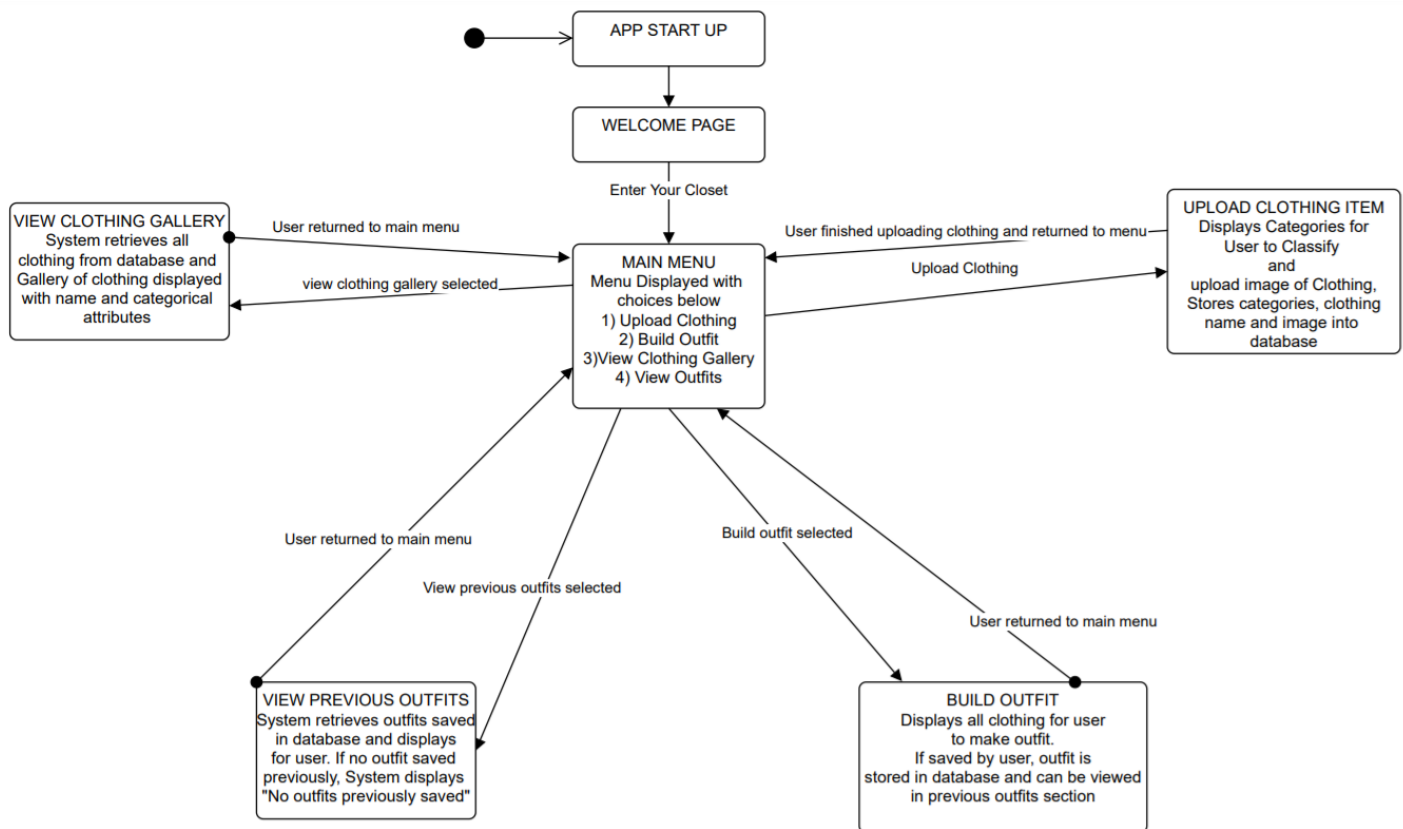 APP START UP
WELCOME PAGE
Enter Your Closet
VIEW CLOTHING GALLERY
System retrieves all
clothing from database and
Gallery of clothing displayed
with name and categorical
attributes
User returned to main menu
view clothing gallery selected
MAIN MENU
Menu Displayed with
choices below
1) Upload Clothing
2) Build Outfit
3)View Clothing Gallery
4) View Outfits
User finished uploading clothing and returned to menu
Upload Clothing
UPLOAD CLOTHING ITEM
Displays Categories for
User to Classify
and
upload image of Clothing,
Stores categories, clothing
name and image into
database
User returned to main menu
View previous outfits selected
Build outfit selected
User returned to main menu
VIEW PREVIOUS OUTFITS
System retrieves outfits saved
in database and displays
for user. If no outfit saved
previously, System displays
"No outfits previously saved"
BUILD OUTFIT
Displays all clothing for user
to make outfit.
If saved by user, outfit is
stored in database and can be viewed
in previous outfits section